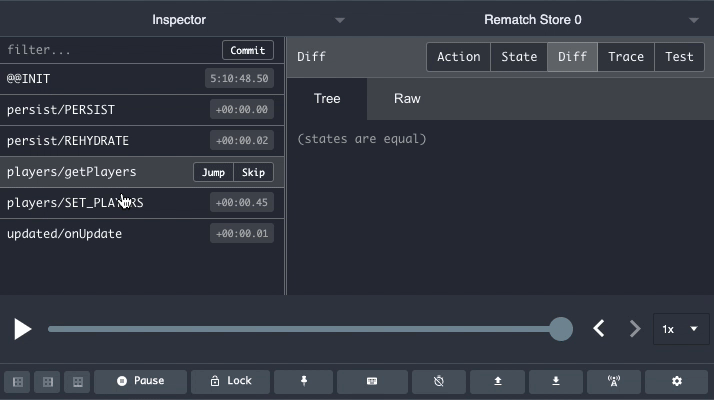 Inspector
Rematch Store 0
filter...
Commit
Diff
Action
State
Diff
Trace
Test
@@INIT
5:10:48.50
Tree
Raw
persist/PERSIST
+00:00.00
persist/REHYDRATE
+00:00.02
(states are equal)
players/getPlayers
Jump
Skip
players/SET_PLAYERS
+00:00.45
updated/onUpdate
+00:00.01
1x
Pause
Lock